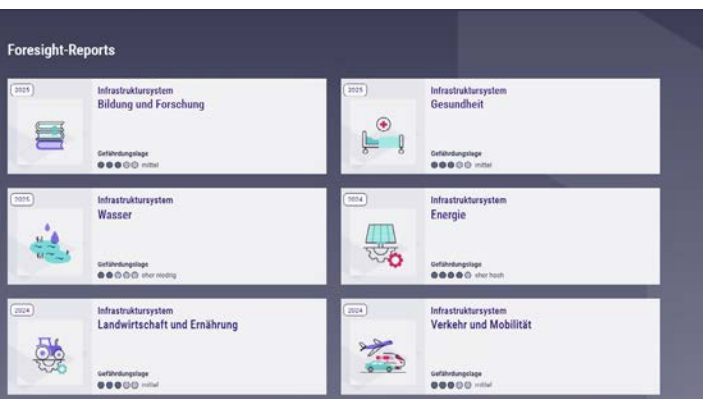 Foresight-Reports
2025
Infrastruktursystem
Bildung und Forschung
Gefährdungslage
mittel
2025
Infrastruktursystem
Gesundheit
Gefährdungslage
mittel
2025
Infrastruktursystem
Wasser
Gefährdungslage
eher niedrig
2024
Infrastruktursystem
Energie
Gefährdungslage
eher hoch
2024
Infrastruktursystem
Landwirtschaft und Ernährung
Gefährdungslage
mittel
2024
Infrastruktursystem
Verkehr und Mobilität
Gefährdungslage
mittel